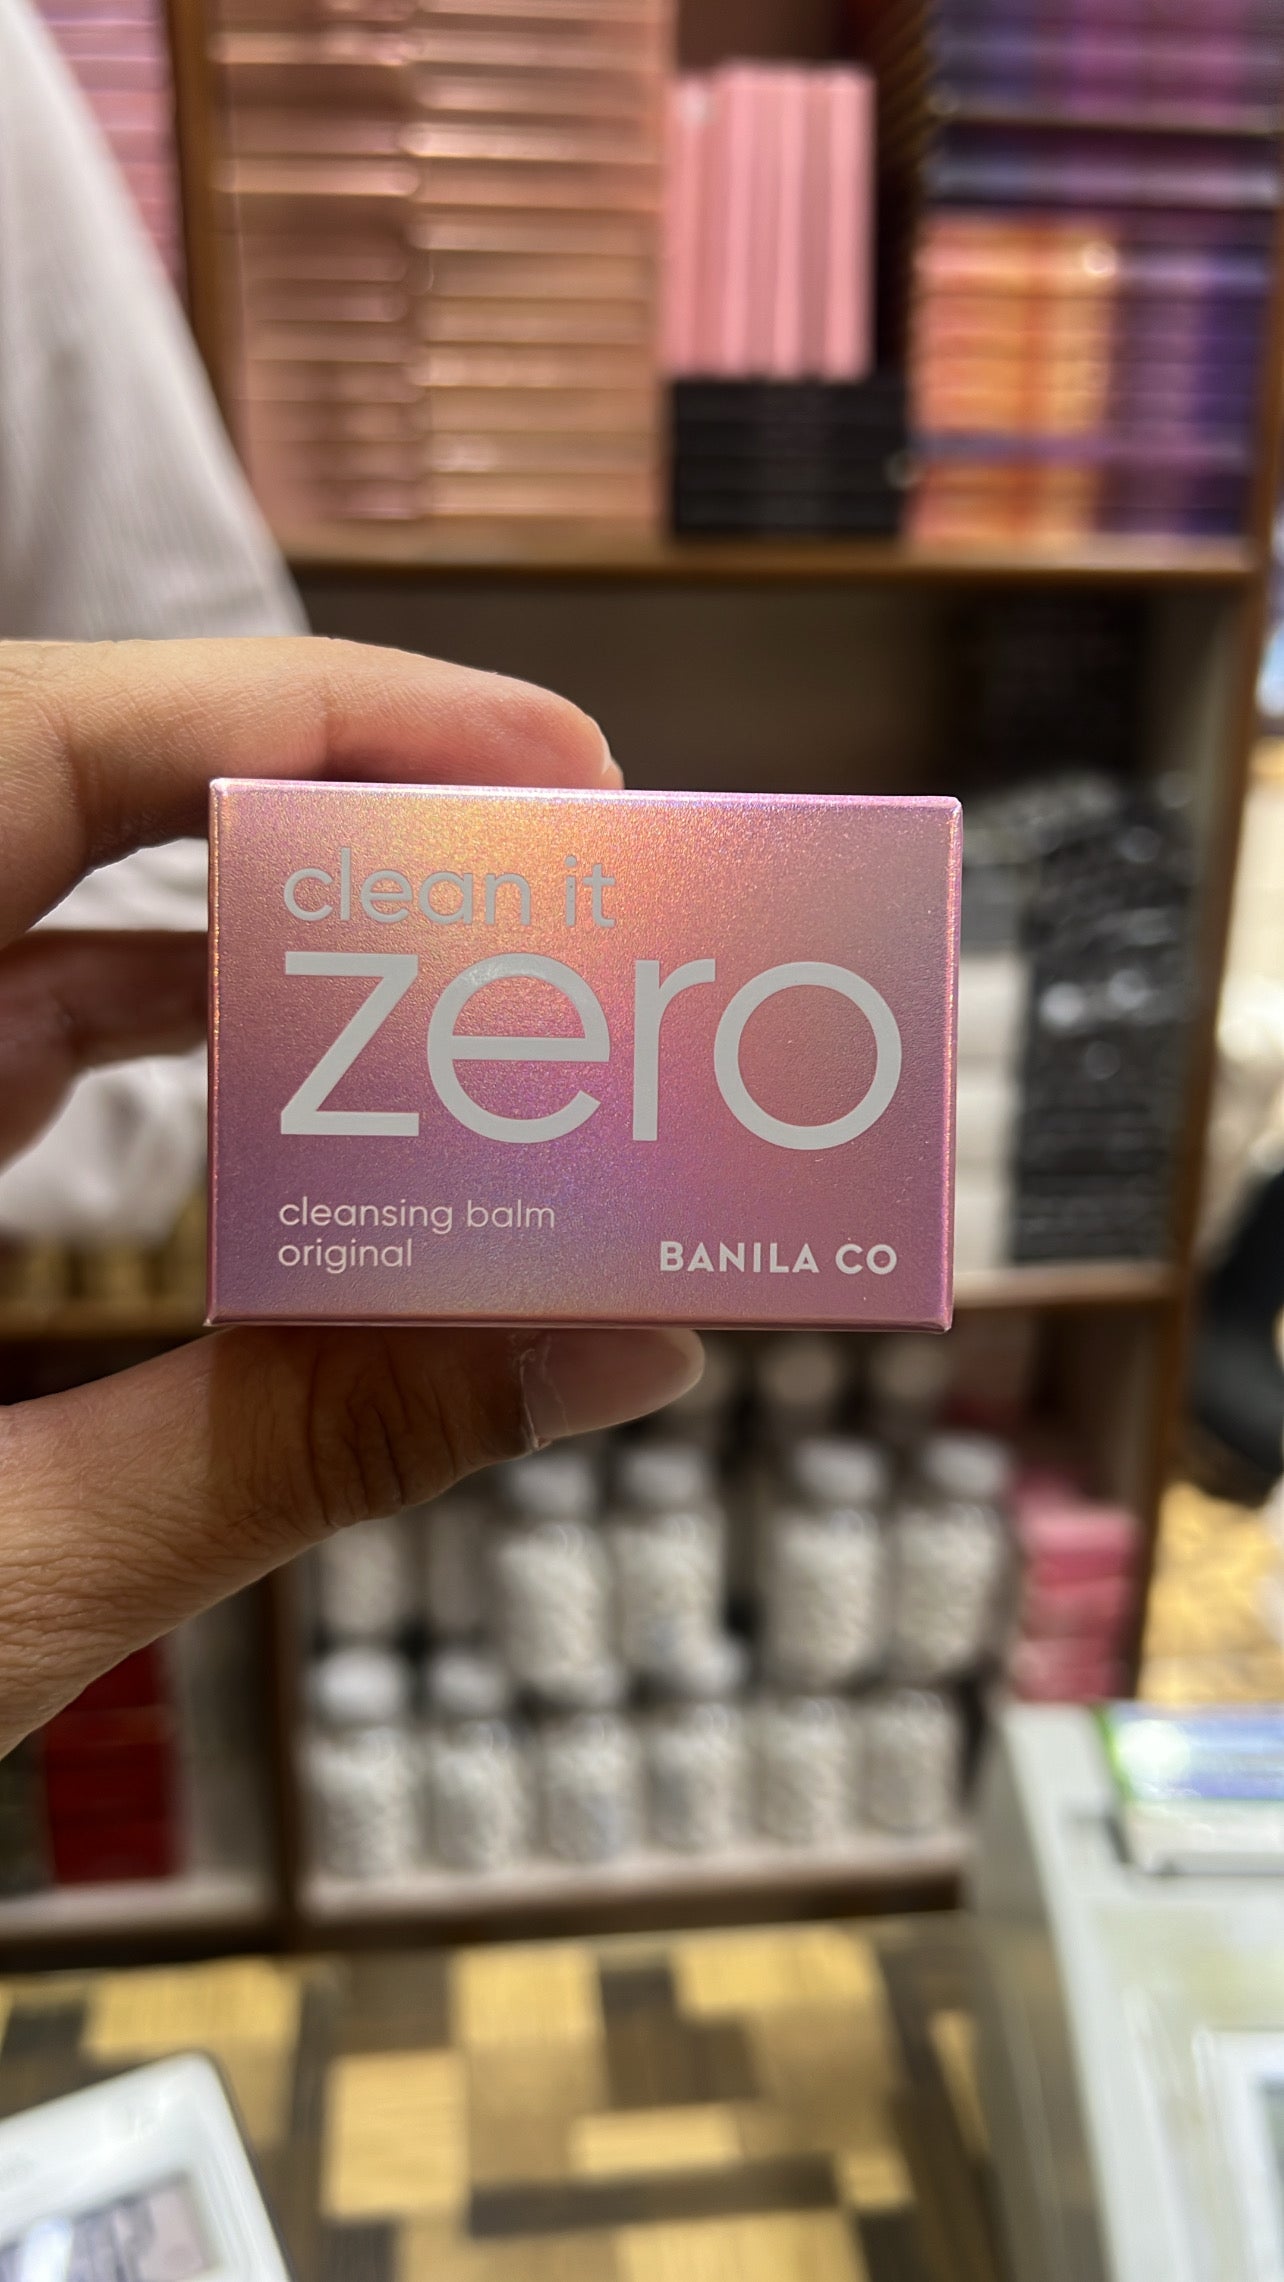 clean it
zero
cleansing balm
original
BANILA CO